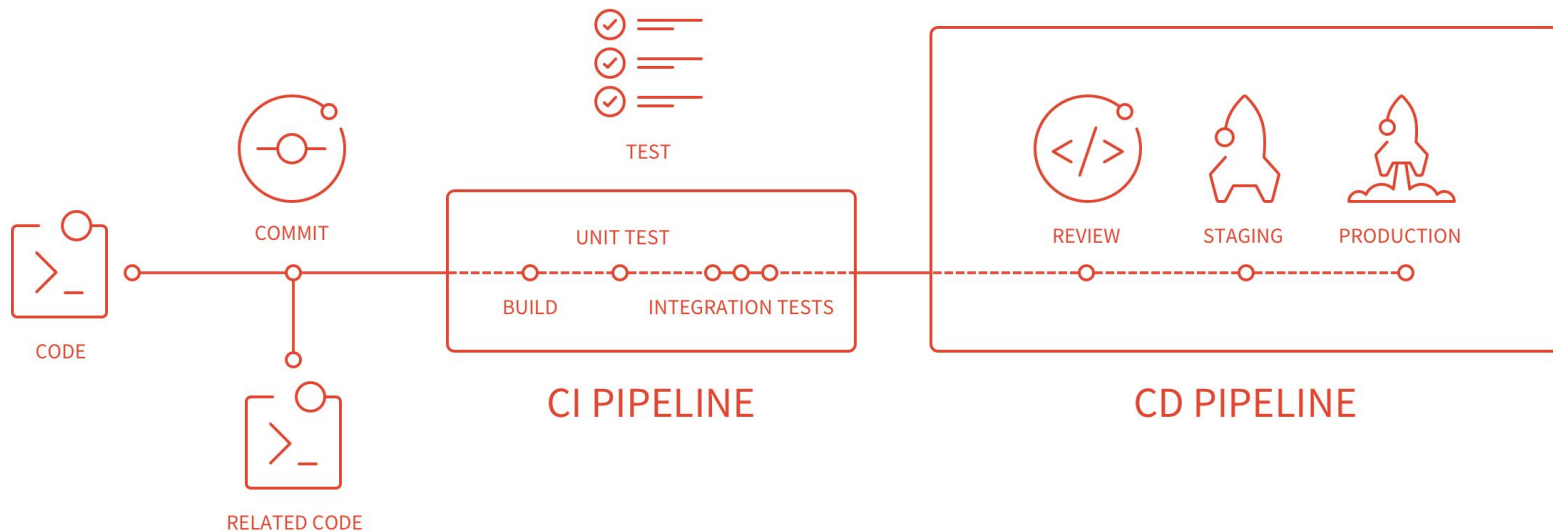 TEST
COMMIT
UNIT TEST
REVIEW
STAGING
PRODUCTION
BUILD
INTEGRATION TESTS
CODE
CI PIPELINE
CD PIPELINE
RELATED CODE